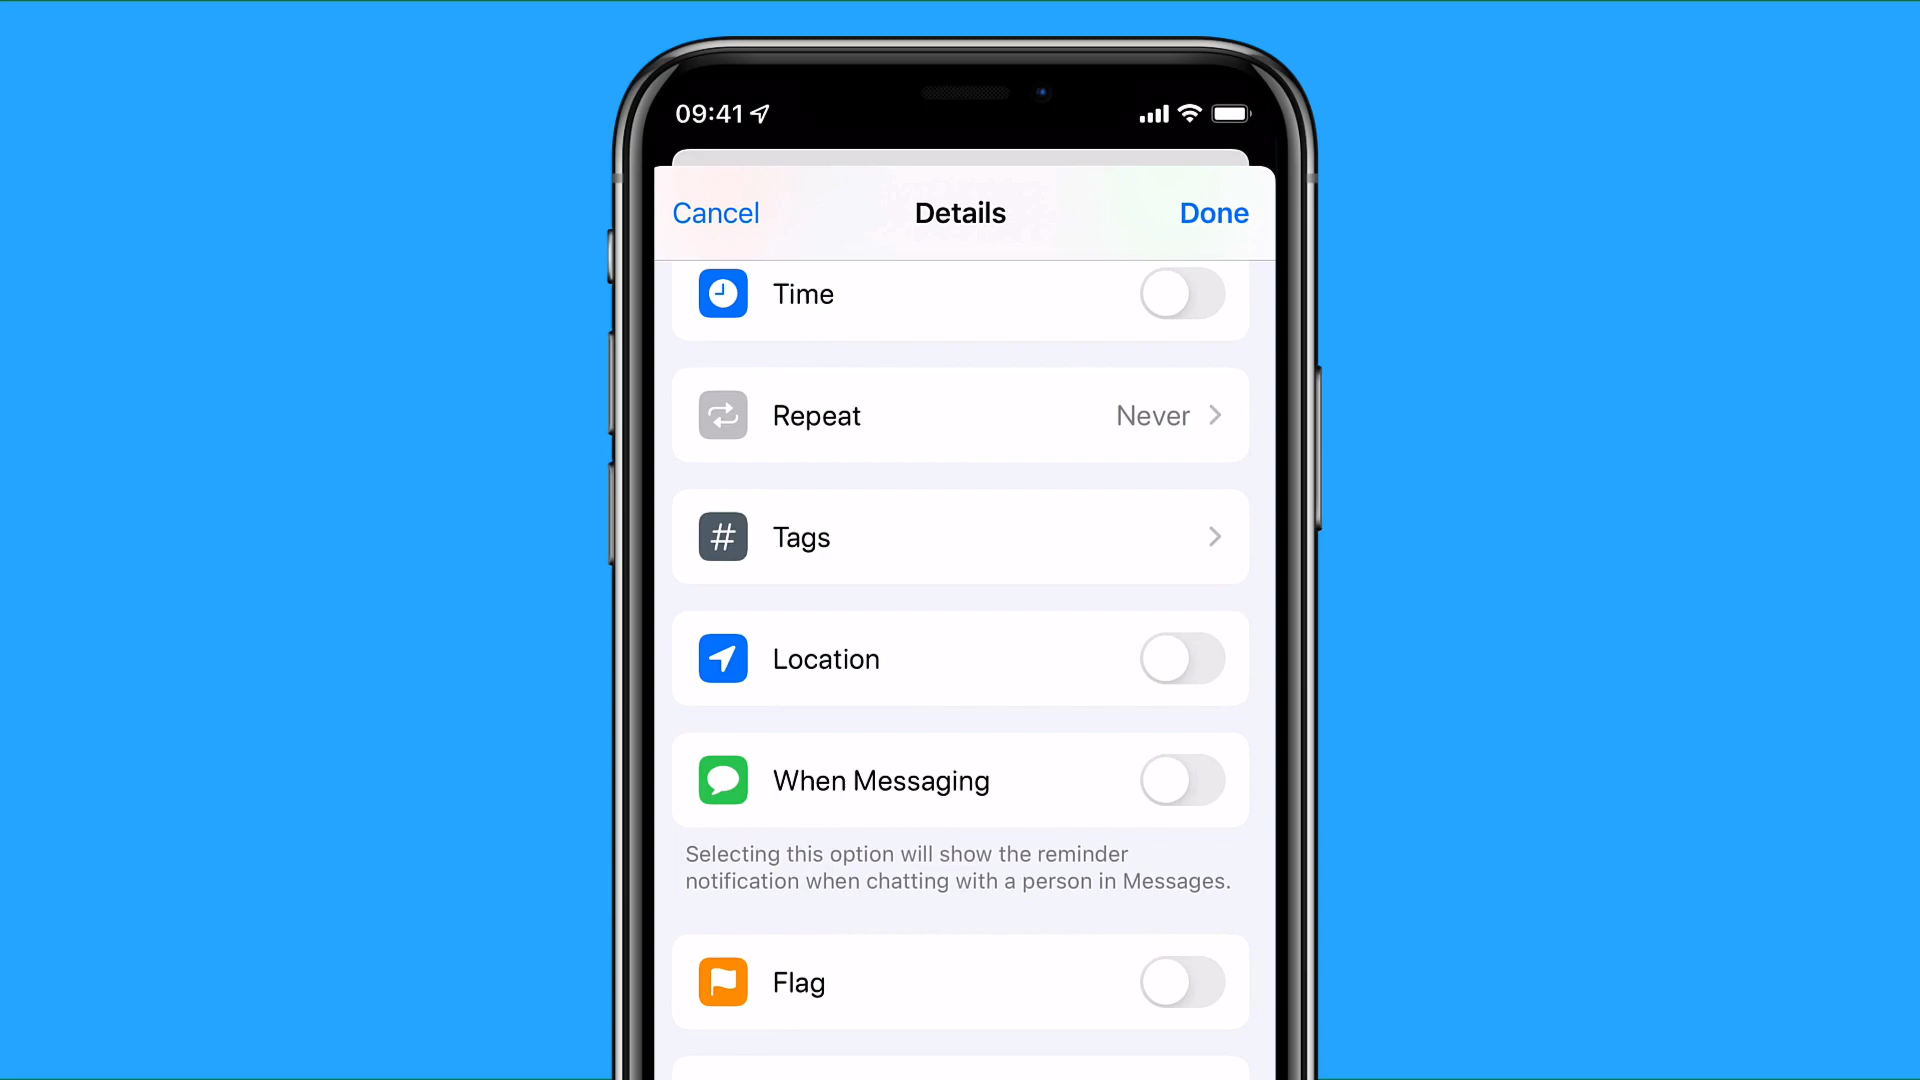 09:41
Cancel Details Done
Time
Repeat Never
# Tags
Location
When Messaging
Selecting this option will show the reminder
notification when chatting with a person in Messages.
Flag